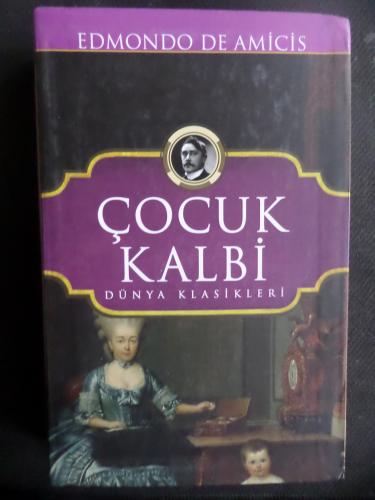 EDMONDO DE AMİCİS
ÇOCUK
KALBİ
DÜNYA KLASİKLERİ